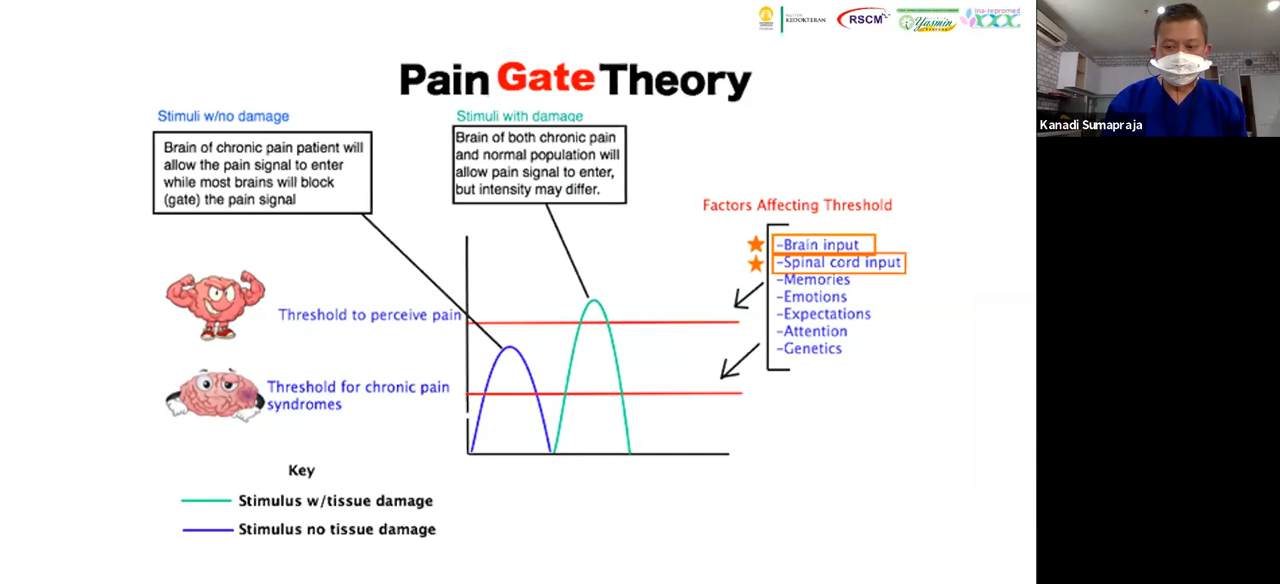 KEDOKTERAN
RSCM
Yasmin
ina-repromed
Kanadi Sumapraja
Pain Gate Theory
Stimuli w/no damage
Brain of chronic pain patient will
allow the pain signal to enter
while most brains will block
(gate) the pain signal
Stimuli with damage
Brain of both chronic pain
and normal population will
allow pain signal to enter,
but intensity may differ.
Factors Affecting Threshold
-Brain input
-Spinal cord input
-Memories
-Emotions
-Expectations
-Attention
-Genetics
Threshold to perceive pain
Threshold for chronic pain
syndromes
Key
Stimulus w/tissue damage
Stimulus no tissue damage